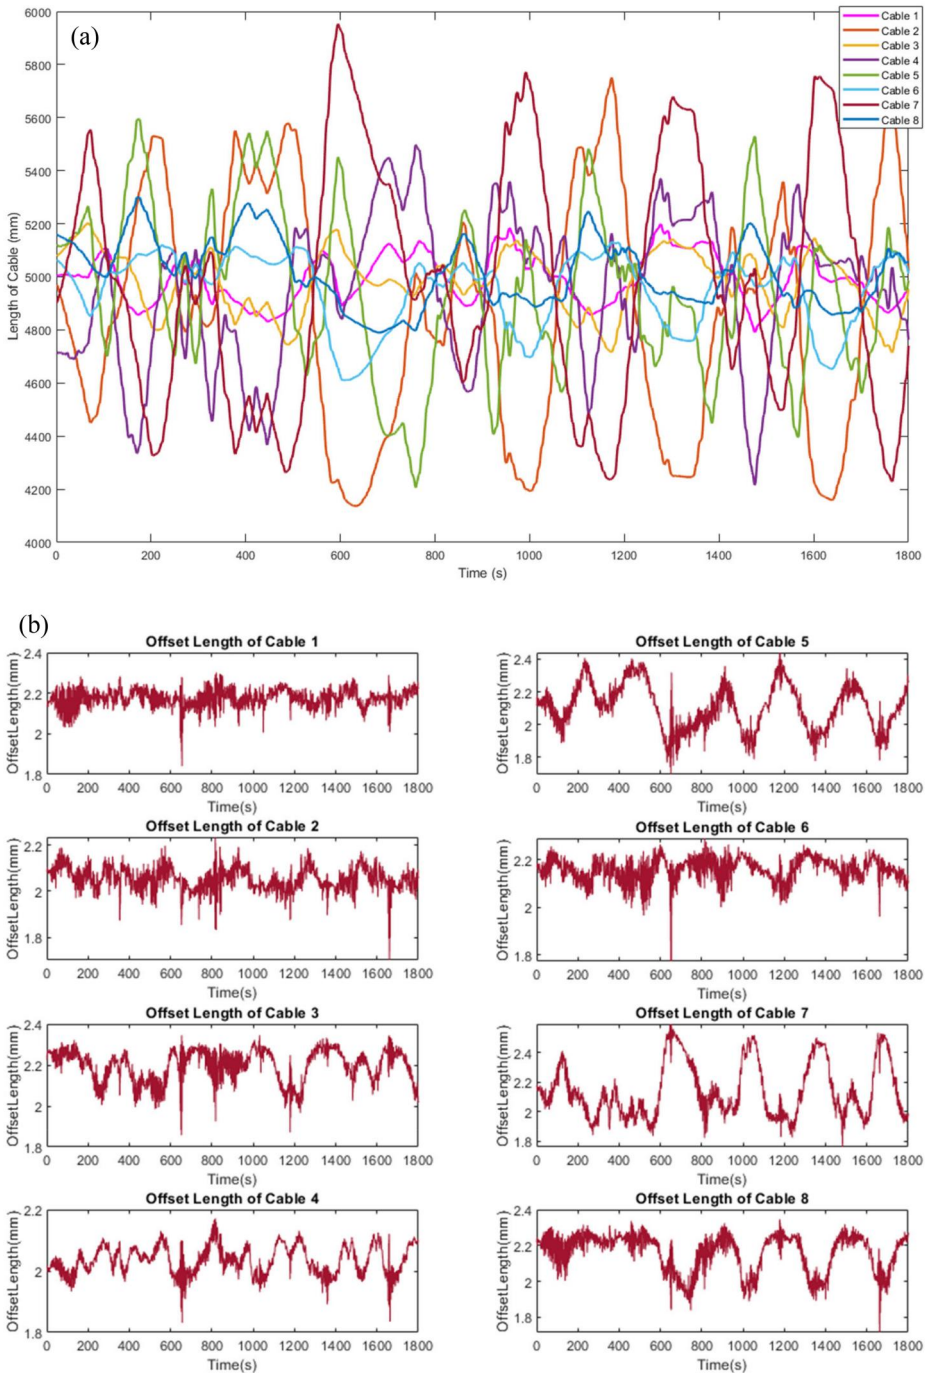 (a)
6000
5800
5600
5400
5200
5000
4800
4600
4400
4200
4000
Length of Cable (mm)
0 200 400 600 800 1000 1200 1400 1600 1800
Time (s)
Cable 1
Cable 2
Cable 3
Cable 4
Cable 5
Cable 6
Cable 7
Cable 8
(b)
Offset Length of Cable 1
OffsetLength(mm)
2.4
2.2
2
1.8
0 200 400 600 800 1000 1200 1400 1600 1800
Time(s)
Offset Length of Cable 5
OffsetLength(mm)
2.4
2.2
2
1.8
0 200 400 600 800 1000 1200 1400 1600 1800
Time(s)
Offset Length of Cable 2
OffsetLength(mm)
2.2
2
1.8
0 200 400 600 800 1000 1200 1400 1600 1800
Time(s)
Offset Length of Cable 6
OffsetLength(mm)
2.2
2
1.8
0 200 400 600 800 1000 1200 1400 1600 1800
Time(s)
Offset Length of Cable 3
OffsetLength(mm)
2.4
2.2
2
1.8
0 200 400 600 800 1000 1200 1400 1600 1800
Time(s)
Offset Length of Cable 7
OffsetLength(mm)
2.4
2.2
2
1.8
0 200 400 600 800 1000 1200 1400 1600 1800
Time(s)
Offset Length of Cable 4
OffsetLength(mm)
2.2
2
1.8
0 200 400 600 800 1000 1200 1400 1600 1800
Time(s)
Offset Length of Cable 8
OffsetLength(mm)
2.4
2.2
2
1.8
0 200 400 600 800 1000 1200 1400 1600 1800
Time(s)